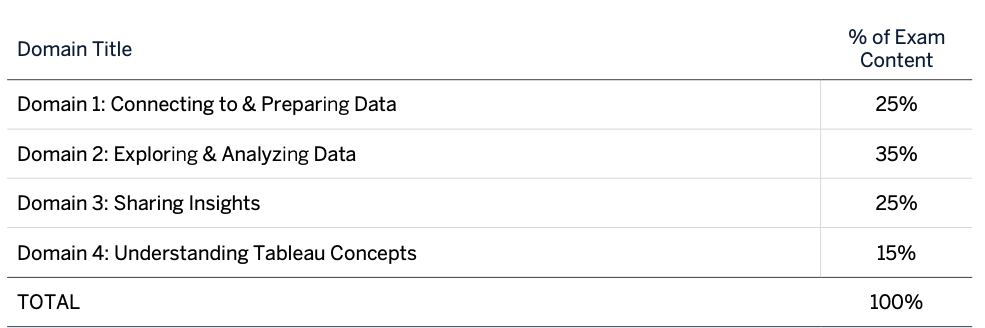 Domain Title
% of Exam
Content
Domain 1: Connecting to & Preparing Data 25%
Domain 2: Exploring & Analyzing Data 35%
Domain 3: Sharing Insights 25%
Domain 4: Understanding Tableau Concepts 15%
TOTAL 100%